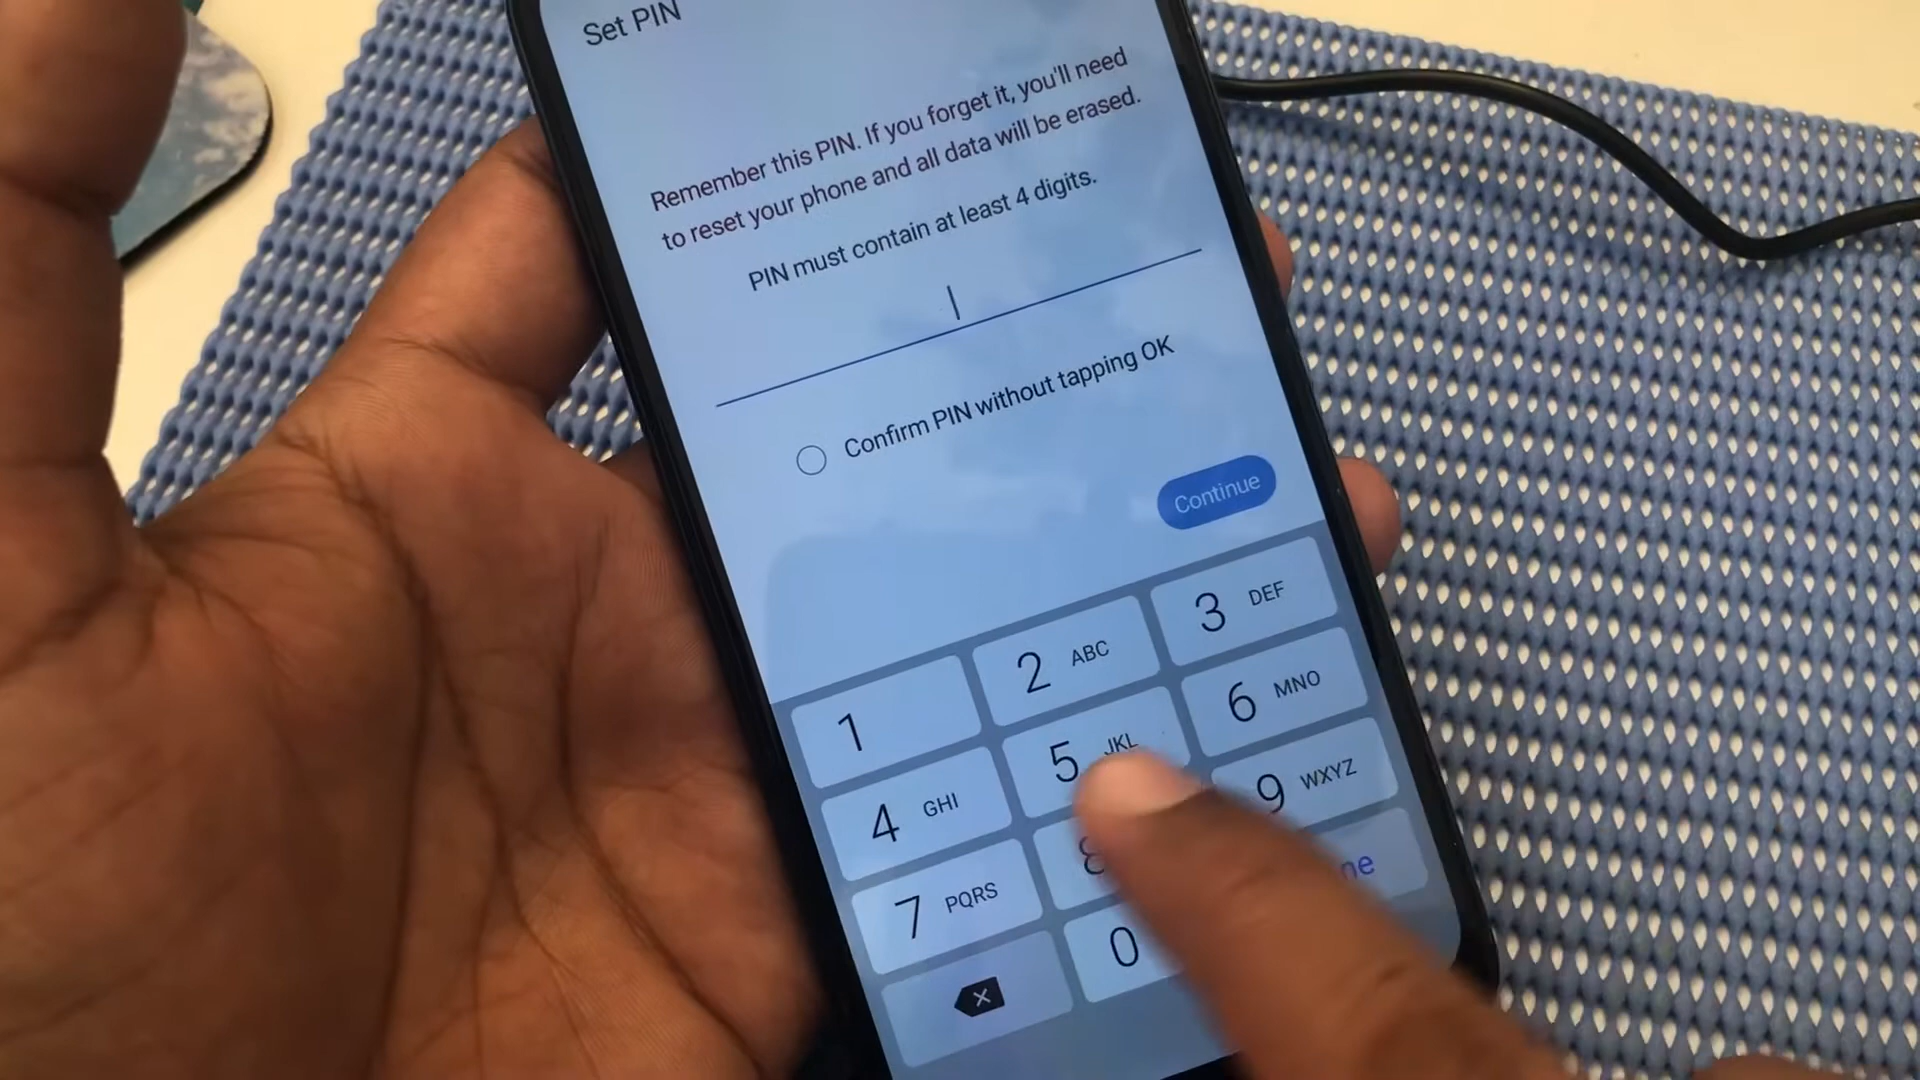 Set PIN
Remember this PIN. If you forget it, you'll need
to reset your phone and all data will be erased.
PIN must contain at least 4 digits.
Confirm PIN without tapping OK
Continue
1
2 ABC
3 DEF
4 GHI
5 JKL
6 MNO
7 PQRS
8
9 WXYZ
0
ne